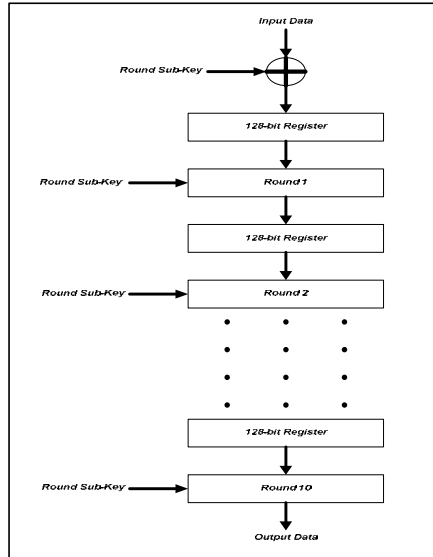 Input Data
Round Sub-Key
128-bit Register
Round Sub-Key
Round 1
128-bit Register
Round Sub-Key
Round 2
128-bit Register
Round Sub-Key
Round 10
Output Data